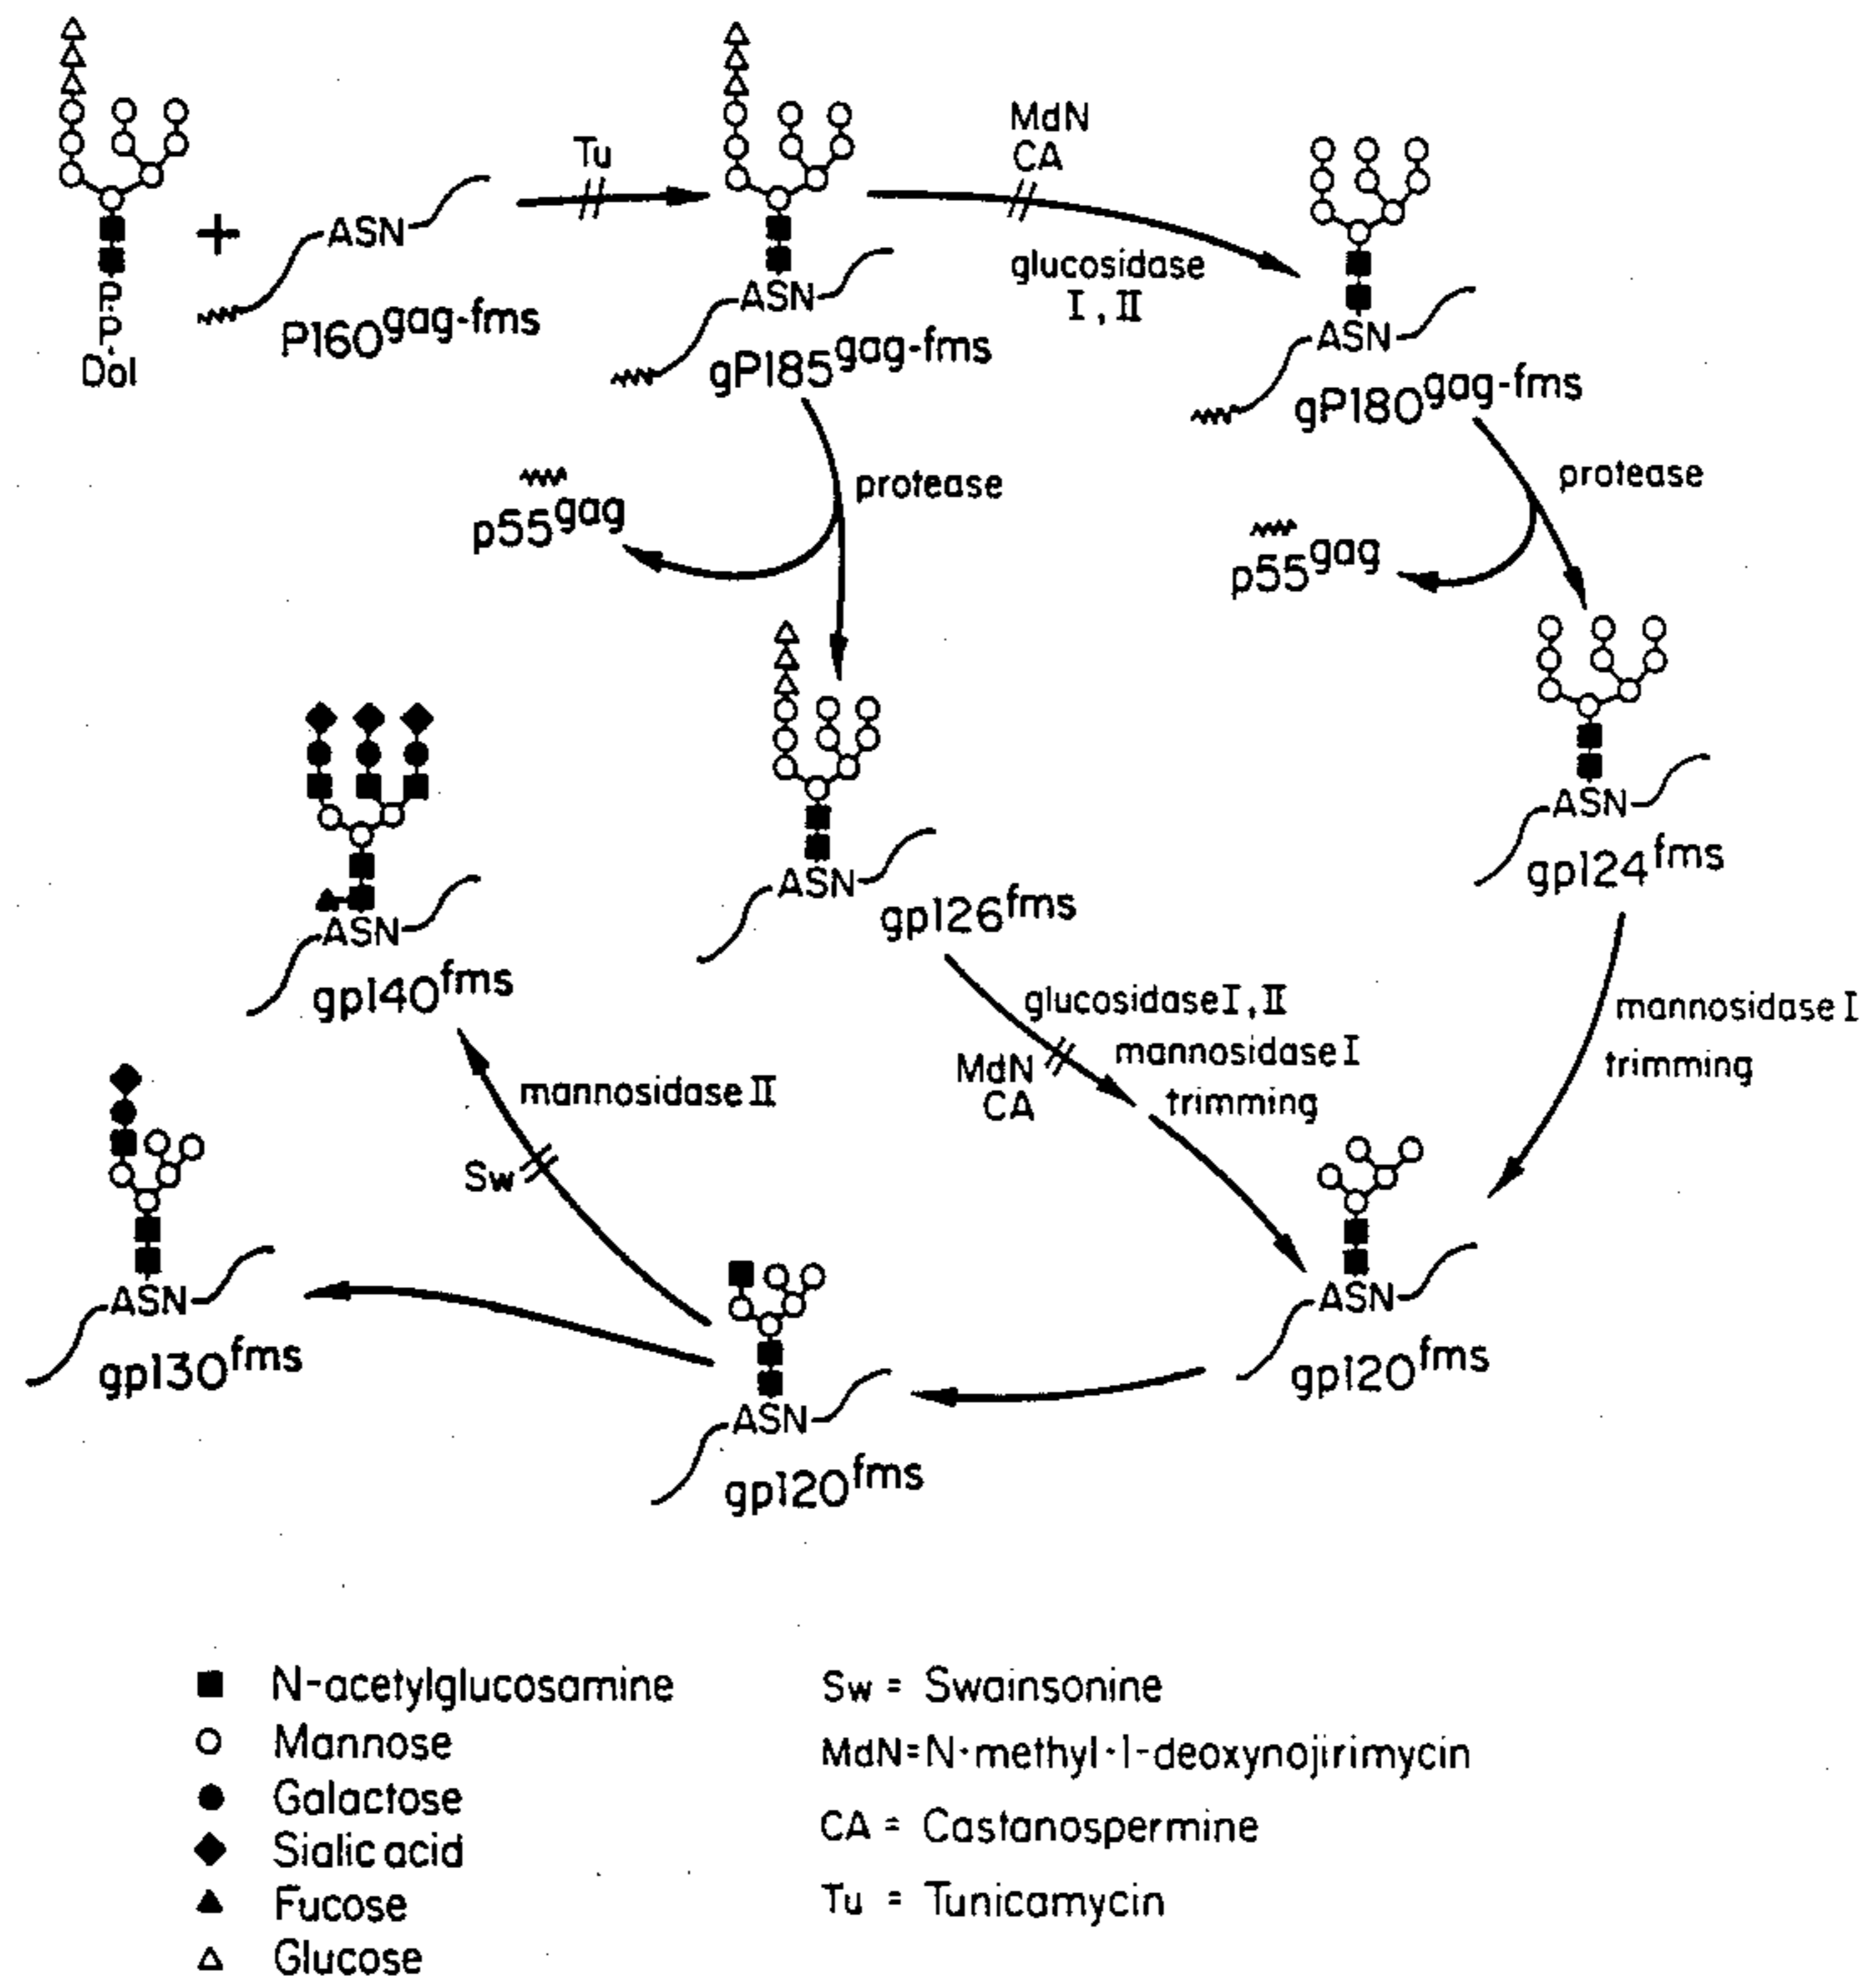 Tu
MdN
CA
glucosidase
I, II
ASN
P
P
Dol
P160gag-fms
ASN
gP185gag-fms
ASN
gP180gag-fms
protease
p55gag
protease
p55gag
ASN
gp126fms
ASN
gp124fms
ASN
gp140fms
glucosidase I, II
mannosidase I
trimming
MdN
CA
mannosidase I
trimming
mannosidase II
Sw
ASN
gp130fms
ASN
gp120fms
ASN
gp120fms
N-acetylglucosamine
Mannose
Galactose
Sialic acid
Fucose
Glucose
Sw = Swainsonine
MdN=N·methyl·1-deoxynojirimycin
CA = Castanospermine
Tu = Tunicamycin